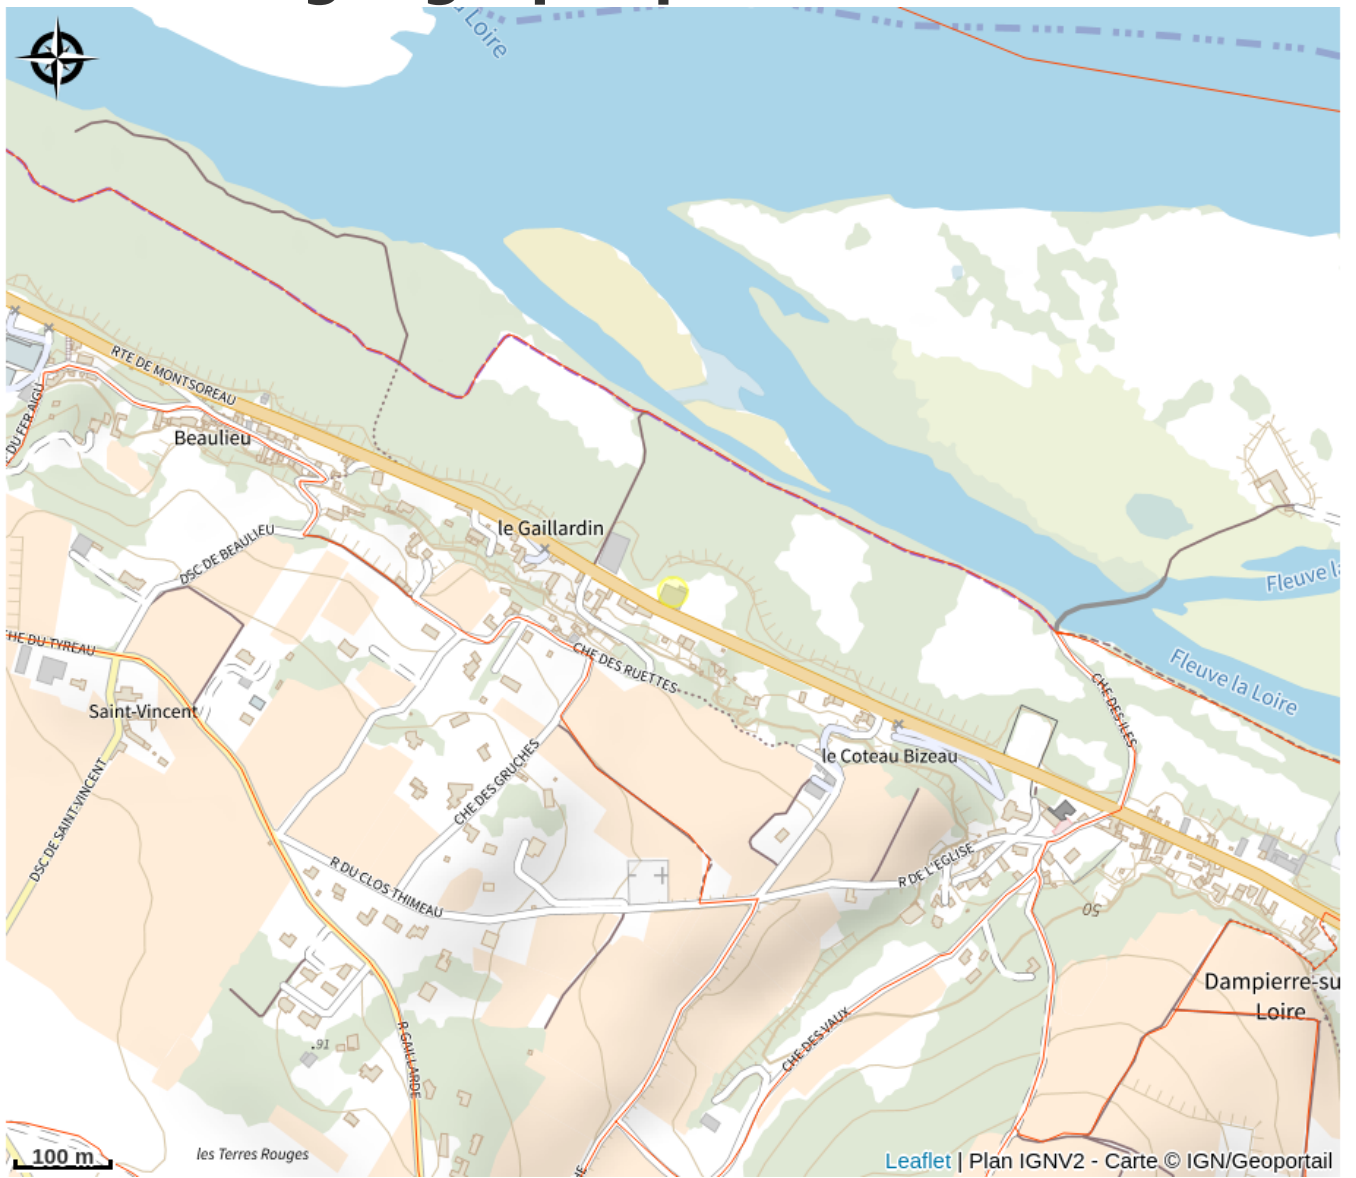 Loire
RTE DE MONTSOREAU
DU FER AIGU
Beaulieu
le Gaillardin
DSC DE BEAULIEU
Fleuve la
HE DU TYREAU
CHE DES RUETTES
Fleuve la Loire
CHE DES ILES
Saint-Vincent
le Coteau Bizeau
CHE DES GRUCHES
DSC DE SAINT-VINCENT
R DU CLOS THIMEAU
R DE L'EGLISE
50
Dampierre-su
Loire
CHE DES VAUX
R GAILLARDE
91
les Terres Rouges
HE
100 m
Leaflet | Plan IGNV2 - Carte © IGN/Geoportail